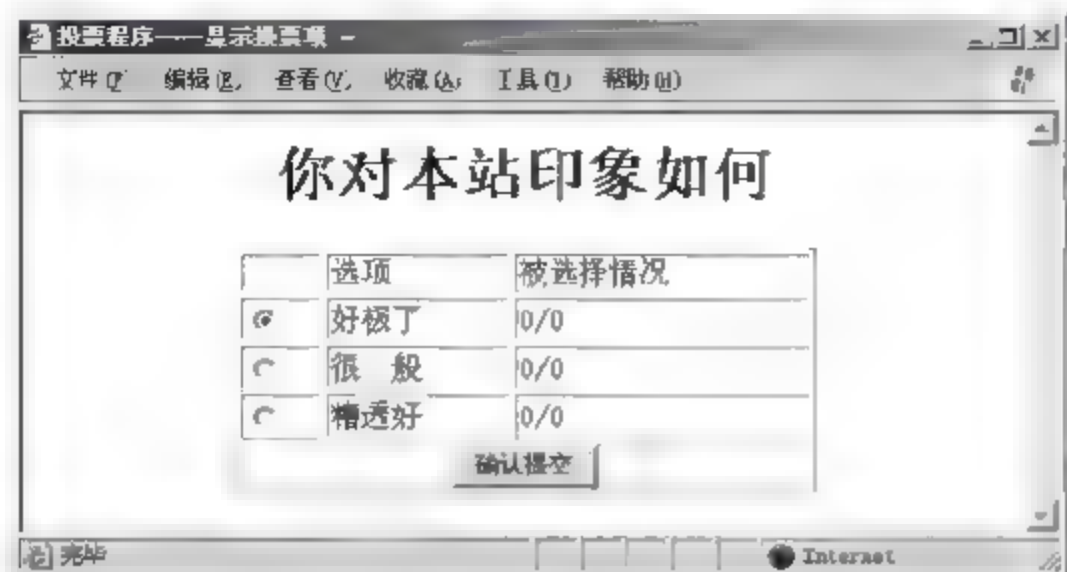 投票程序——显示投票项 -
文件(F) 编辑(E) 查看(V) 收藏(A) 工具(T) 帮助(H)
你对本站印象如何
选项 被选择情况
好极了 0/0
很 般 0/0
糟透好 0/0
确认提交
完毕 Internet